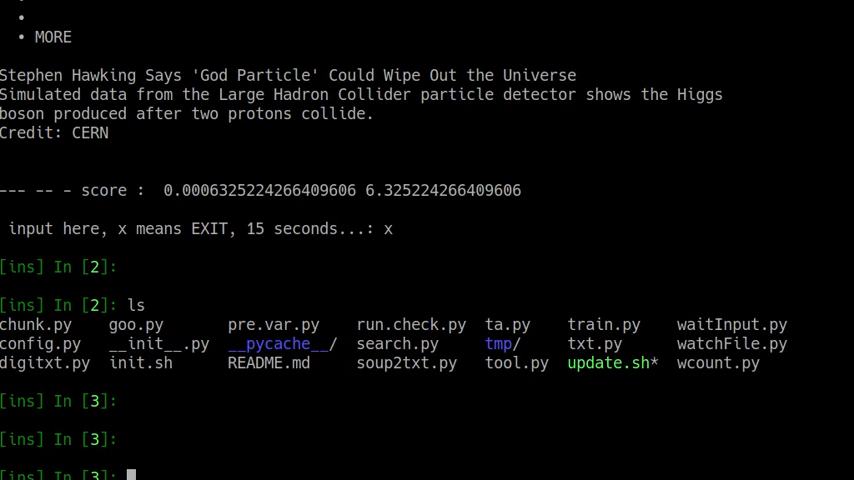 •
• MORE
Stephen Hawking Says 'God Particle' Could Wipe Out the Universe
Simulated data from the Large Hadron Collider particle detector shows the Higgs
boson produced after two protons collide.
Credit: CERN
--- -- - score :  0.0006325224266409606 6.325224266409606
input here, x means EXIT, 15 seconds...: x
[ins] In [2]:
[ins] In [2]: ls
chunk.py goo.py pre.var.py run.check.py ta.py train.py waitInput.py
config.py __init__.py __pycache__/ search.py tmp/ txt.py watchFile.py
digitxt.py init.sh README.md soup2txt.py tool.py update.sh* wcount.py
[ins] In [3]:
[ins] In [3]:
[ins] In [3]: